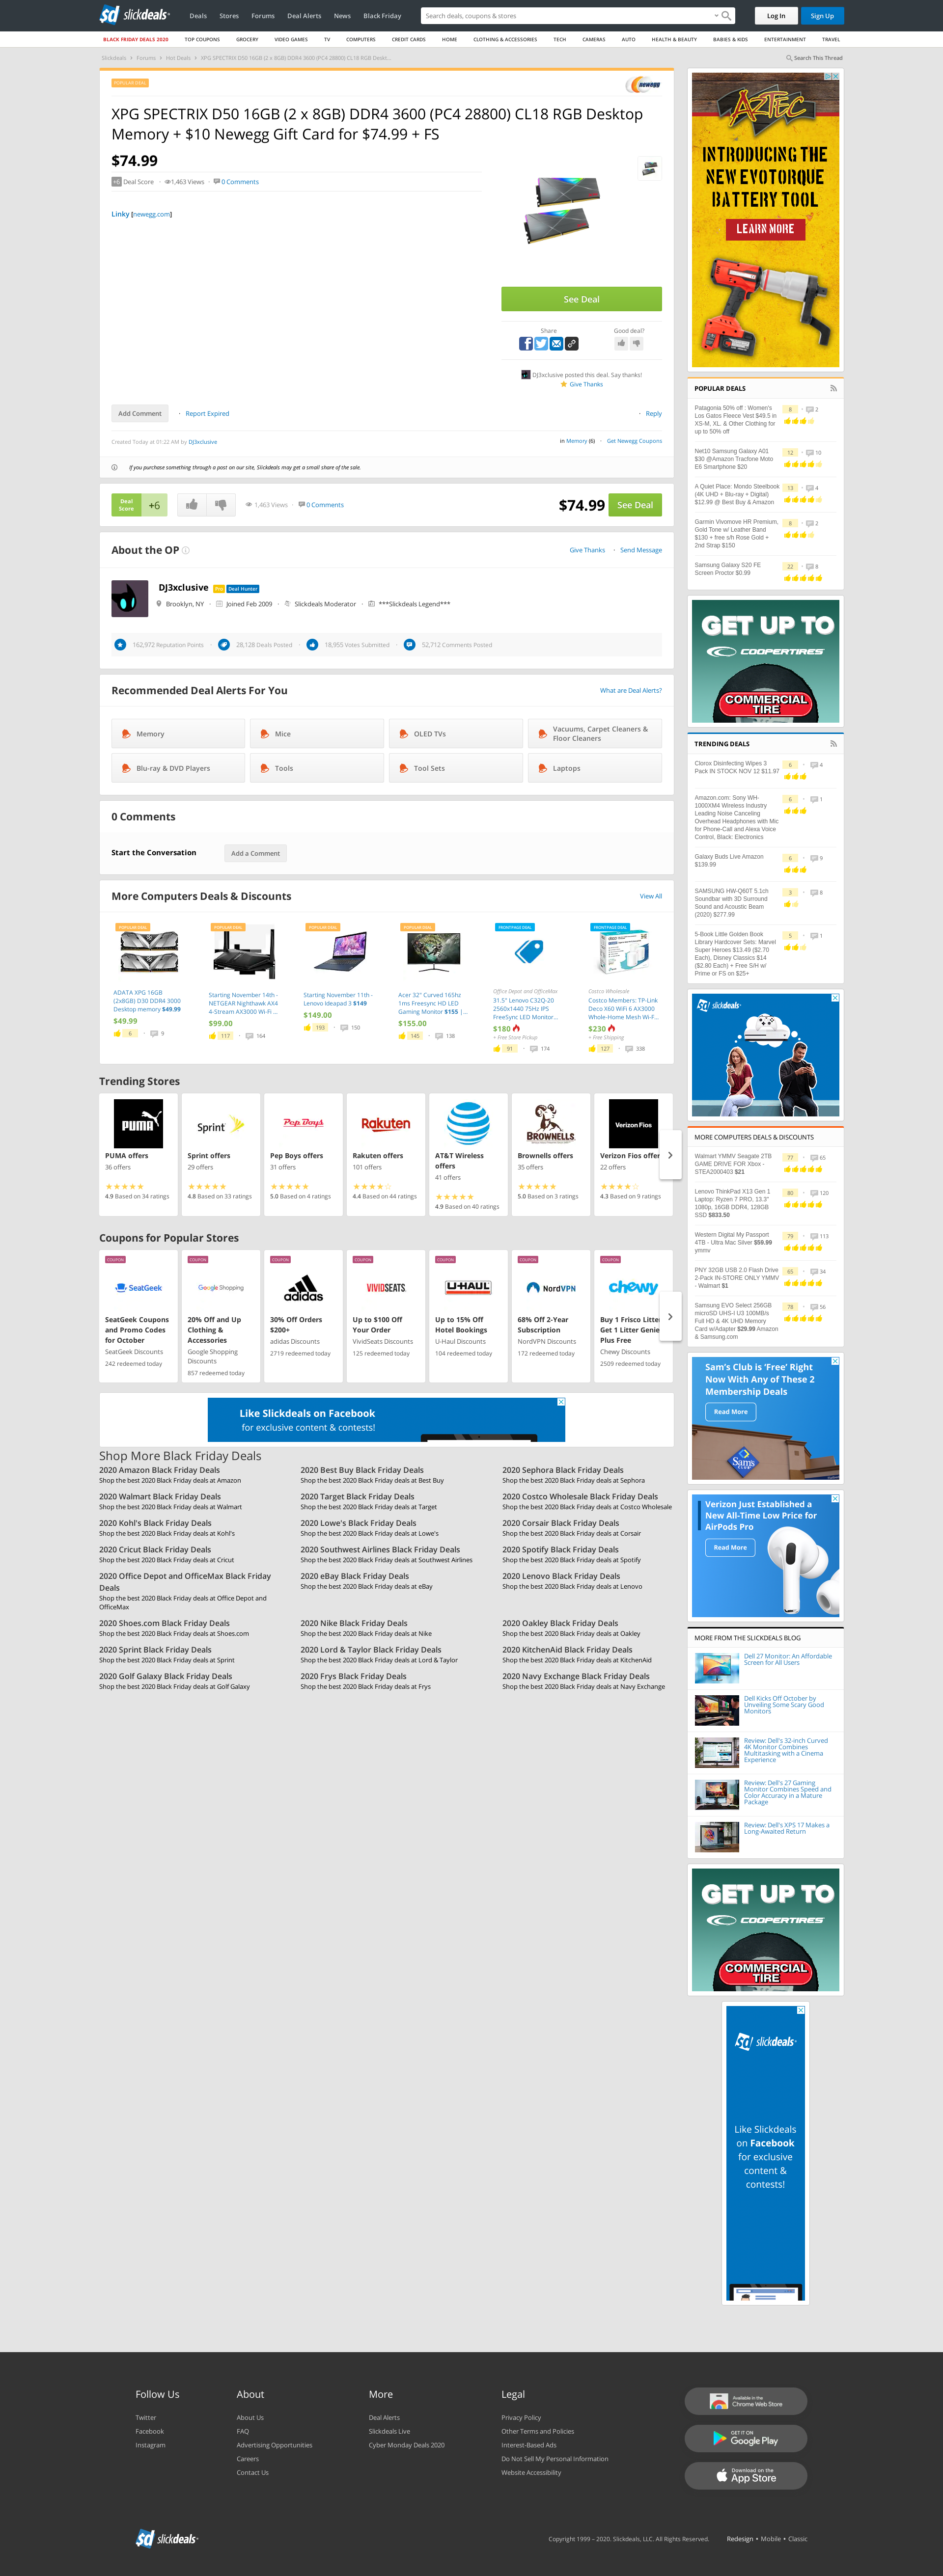 slickdeals
Deals
Stores
Forums
Deal Alerts
News
Black Friday
Search deals, coupons & stores
Log In
Sign Up
BLACK FRIDAY DEALS 2020
TOP COUPONS
GROCERY
VIDEO GAMES
TV
COMPUTERS
CREDIT CARDS
HOME
CLOTHING & ACCESSORIES
TECH
CAMERAS
AUTO
HEALTH & BEAUTY
BABIES & KIDS
ENTERTAINMENT
TRAVEL
Slickdeals > Forums > Hot Deals > XPG SPECTRIX D50 16GB (2 x 8GB) DDR4 3600 (PC4 28800) CL18 RGB Deskt...
Search This Thread
POPULAR DEAL
newegg
XPG SPECTRIX D50 16GB (2 x 8GB) DDR4 3600 (PC4 28800) CL18 RGB Desktop
Memory + $10 Newegg Gift Card for $74.99 + FS
$74.99
+5 Deal Score · 1,463 Views · 0 Comments
Linky [newegg.com]
See Deal
Share
Good deal?
DJ3xclusive posted this deal. Say thanks!
Give Thanks
Add Comment · Report Expired
· Reply
Created Today at 01:22 AM by DJ3xclusive
in Memory (6) · Get Newegg Coupons
If you purchase something through a post on our site, Slickdeals may get a small share of the sale.
Deal Score
+6
1,463 Views · 0 Comments
$74.99
See Deal
About the OP
Give Thanks · Send Message
DJ3xclusive
Pro
Deal Hunter
Brooklyn, NY · Joined Feb 2009 · Slickdeals Moderator · ***Slickdeals Legend***
162,972 Reputation Points · 28,128 Deals Posted · 18,955 Votes Submitted · 52,712 Comments Posted
Recommended Deal Alerts For You
What are Deal Alerts?
Memory
Mice
OLED TVs
Vacuums, Carpet Cleaners &
Floor Cleaners
Blu-ray & DVD Players
Tools
Tool Sets
Laptops
0 Comments
Start the Conversation
Add a Comment
More Computers Deals & Discounts
View All
POPULAR DEAL
ADATA XPG 16GB
(2x8GB) D30 DDR4 3000
Desktop memory $49.99
$49.99
6 · 9
POPULAR DEAL
Starting November 14th -
NETGEAR Nighthawk AX4
4-Stream AX3000 Wi-Fi ...
$99.00
117 · 164
POPULAR DEAL
Starting November 11th -
Lenovo Ideapad 3 $149
$149.00
193 · 150
POPULAR DEAL
Acer 32" Curved 165hz
1ms Freesync HD LED
Gaming Monitor $155 |...
$155.00
145 · 138
FRONTPAGE DEAL
Office Depot and OfficeMax
31.5" Lenovo C32Q-20
2560x1440 75Hz IPS
FreeSync LED Monitor...
$180
+ Free Store Pickup
91 · 174
FRONTPAGE DEAL
Costco Wholesale
Costco Members: TP-Link
Deco X60 WiFi 6 AX3000
Whole-Home Mesh Wi-F...
$230
+ Free Shipping
127 · 338
Trending Stores
PUMA
PUMA offers
36 offers
4.9 Based on 34 ratings
Sprint
Sprint offers
29 offers
4.8 Based on 33 ratings
Pep Boys
Pep Boys offers
31 offers
5.0 Based on 4 ratings
Rakuten
Rakuten offers
101 offers
4.4 Based on 44 ratings
AT&T Wireless
offers
41 offers
4.9 Based on 40 ratings
BROWNELLS
Brownells offers
35 offers
5.0 Based on 3 ratings
Verizon Fios
Verizon Fios offer
22 offers
4.3 Based on 9 ratings
Coupons for Popular Stores
COUPON
SeatGeek
SeatGeek Coupons
and Promo Codes
for October
SeatGeek Discounts
242 redeemed today
COUPON
Google Shopping
20% Off and Up
Clothing &
Accessories
Google Shopping
Discounts
857 redeemed today
COUPON
adidas
30% Off Orders
$200+
adidas Discounts
2719 redeemed today
COUPON
VIVIDSEATS.
Up to $100 Off
Your Order
VividSeats Discounts
125 redeemed today
COUPON
U-HAUL
Up to 15% Off
Hotel Bookings
U-Haul Discounts
104 redeemed today
COUPON
NordVPN
68% Off 2-Year
Subscription
NordVPN Discounts
172 redeemed today
COUPON
chewy
Buy 1 Frisco Litter
Get 1 Litter Genie
Plus Free
Chewy Discounts
2509 redeemed today
Like Slickdeals on Facebook
for exclusive content & contests!
Shop More Black Friday Deals
2020 Amazon Black Friday Deals
Shop the best 2020 Black Friday deals at Amazon
2020 Best Buy Black Friday Deals
Shop the best 2020 Black Friday deals at Best Buy
2020 Sephora Black Friday Deals
Shop the best 2020 Black Friday deals at Sephora
2020 Walmart Black Friday Deals
Shop the best 2020 Black Friday deals at Walmart
2020 Target Black Friday Deals
Shop the best 2020 Black Friday deals at Target
2020 Costco Wholesale Black Friday Deals
Shop the best 2020 Black Friday deals at Costco Wholesale
2020 Kohl's Black Friday Deals
Shop the best 2020 Black Friday deals at Kohl's
2020 Lowe's Black Friday Deals
Shop the best 2020 Black Friday deals at Lowe's
2020 Corsair Black Friday Deals
Shop the best 2020 Black Friday deals at Corsair
2020 Cricut Black Friday Deals
Shop the best 2020 Black Friday deals at Cricut
2020 Southwest Airlines Black Friday Deals
Shop the best 2020 Black Friday deals at Southwest Airlines
2020 Spotify Black Friday Deals
Shop the best 2020 Black Friday deals at Spotify
2020 Office Depot and OfficeMax Black Friday
Deals
Shop the best 2020 Black Friday deals at Office Depot and
OfficeMax
2020 eBay Black Friday Deals
Shop the best 2020 Black Friday deals at eBay
2020 Lenovo Black Friday Deals
Shop the best 2020 Black Friday deals at Lenovo
2020 Shoes.com Black Friday Deals
Shop the best 2020 Black Friday deals at Shoes.com
2020 Nike Black Friday Deals
Shop the best 2020 Black Friday deals at Nike
2020 Oakley Black Friday Deals
Shop the best 2020 Black Friday deals at Oakley
2020 Sprint Black Friday Deals
Shop the best 2020 Black Friday deals at Sprint
2020 Lord & Taylor Black Friday Deals
Shop the best 2020 Black Friday deals at Lord & Taylor
2020 KitchenAid Black Friday Deals
Shop the best 2020 Black Friday deals at KitchenAid
2020 Golf Galaxy Black Friday Deals
Shop the best 2020 Black Friday deals at Golf Galaxy
2020 Frys Black Friday Deals
Shop the best 2020 Black Friday deals at Frys
2020 Navy Exchange Black Friday Deals
Shop the best 2020 Black Friday deals at Navy Exchange
AZTEC
INTRODUCING THE
NEW EVOTORQUE
BATTERY TOOL
LEARN MORE
POPULAR DEALS
Patagonia 50% off : Women's
Los Gatos Fleece Vest $49.5 in
XS-M, XL, & Other Clothing for
up to 50% off
8 · 2
Net10 Samsung Galaxy A01
$30 @Amazon Tracfone Moto
E6 Smartphone $20
12 · 10
A Quiet Place: Mondo Steelbook
(4K UHD + Blu-ray + Digital)
$12.99 @ Best Buy & Amazon
13 · 4
Garmin Vivomove HR Premium,
Gold Tone w/ Leather Band
$130 + free s/h Rose Gold +
2nd Strap $150
8 · 2
Samsung Galaxy S20 FE
Screen Proctor $0.99
22 · 8
GET UP TO
COOPERTIRES
COMMERCIAL
TIRE
TRENDING DEALS
Clorox Disinfecting Wipes 3
Pack IN STOCK NOV 12 $11.97
6 · 4
Amazon.com: Sony WH-
1000XM4 Wireless Industry
Leading Noise Canceling
Overhead Headphones with Mic
for Phone-Call and Alexa Voice
Control, Black: Electronics
6 · 1
Galaxy Buds Live Amazon
$139.99
6 · 9
SAMSUNG HW-Q60T 5.1ch
Soundbar with 3D Surround
Sound and Acoustic Beam
(2020) $277.99
3 · 8
5-Book Little Golden Book
Library Hardcover Sets: Marvel
Super Heroes $13.49 ($2.70
Each), Disney Classics $14
($2.80 Each) + Free S/H w/
Prime or FS on $25+
5 · 1
slickdeals
MORE COMPUTERS DEALS & DISCOUNTS
Walmart YMMV Seagate 2TB
GAME DRIVE FOR Xbox -
STEA2000403 $21
77 · 65
Lenovo ThinkPad X13 Gen 1
Laptop: Ryzen 7 PRO, 13.3"
1080p, 16GB DDR4, 128GB
SSD $833.50
80 · 120
Western Digital My Passport
4TB - Ultra Mac Silver $59.99
ymmv
79 · 113
PNY 32GB USB 2.0 Flash Drive
2-Pack IN-STORE ONLY YMMV
- Walmart $1
65 · 34
Samsung EVO Select 256GB
microSD UHS-I U3 100MB/s
Full HD & 4K UHD Memory
Card w/Adapter $29.99 Amazon
& Samsung.com
78 · 56
Sam's Club is 'Free' Right
Now With Any of These 2
Membership Deals
Read More
Sams
CLUB
Verizon Just Established a
New All-Time Low Price for
AirPods Pro
Read More
MORE FROM THE SLICKDEALS BLOG
Dell 27 Monitor: An Affordable
Screen for All Users
Dell Kicks Off October by
Unveiling Some Scary Good
Monitors
Review: Dell's 32-inch Curved
4K Monitor Combines
Multitasking with a Cinema
Experience
Review: Dell's 27 Gaming
Monitor Combines Speed and
Color Accuracy in a Mature
Package
Review: Dell's XPS 17 Makes a
Long-Awaited Return
GET UP TO
COOPERTIRES
COMMERCIAL
TIRE
slickdeals
Like Slickdeals
on Facebook
for exclusive
content &
contests!
Follow Us
Twitter
Facebook
Instagram
About
About Us
FAQ
Advertising Opportunities
Careers
Contact Us
More
Deal Alerts
Slickdeals Live
Cyber Monday Deals 2020
Legal
Privacy Policy
Other Terms and Policies
Interest-Based Ads
Do Not Sell My Personal Information
Website Accessibility
Available in the
Chrome Web Store
GET IT ON
Google Play
Download on the
App Store
slickdeals
Copyright 1999 – 2020. Slickdeals, LLC. All Rights Reserved.
Redesign • Mobile • Classic